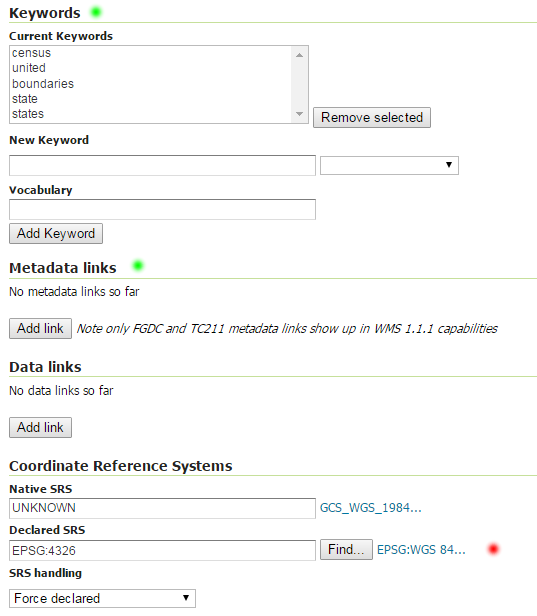 Keywords
Current Keywords
census
united
boundaries
state
states
Remove selected
New Keyword
Vocabulary
Add Keyword
Metadata links
No metadata links so far
Add link Note only FGDC and TC211 metadata links show up in WMS 1.1.1 capabilities
Data links
No data links so far
Add link
Coordinate Reference Systems
Native SRS
UNKNOWN GCS_WGS_1984...
Declared SRS
EPSG:4326 Find... EPSG:WGS 84...
SRS handling
Force declared